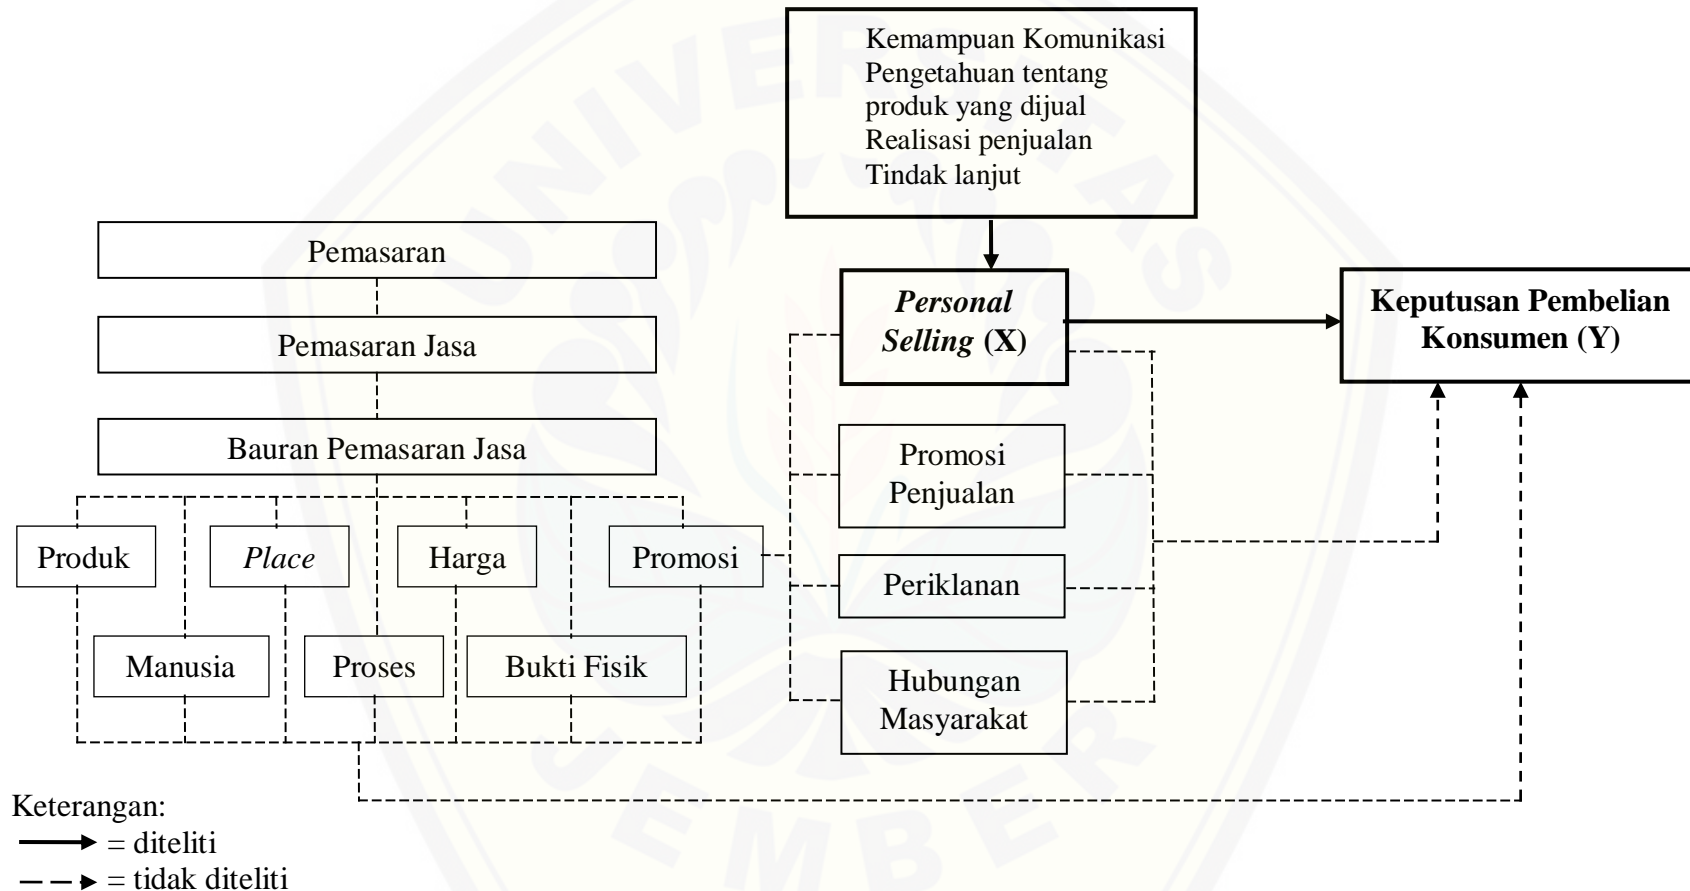 Kemampuan Komunikasi
Pengetahuan tentang
produk yang dijual
Realisasi penjualan
Tindak lanjut
Pemasaran
Pemasaran Jasa
Bauran Pemasaran Jasa
Produk
Place
Harga
Promosi
Manusia
Proses
Bukti Fisik
Personal
Selling (X)
Promosi
Penjualan
Periklanan
Hubungan
Masyarakat
Keputusan Pembelian
Konsumen (Y)
Keterangan:
= diteliti
= tidak diteliti
UNIVERSITAS
JEMBER